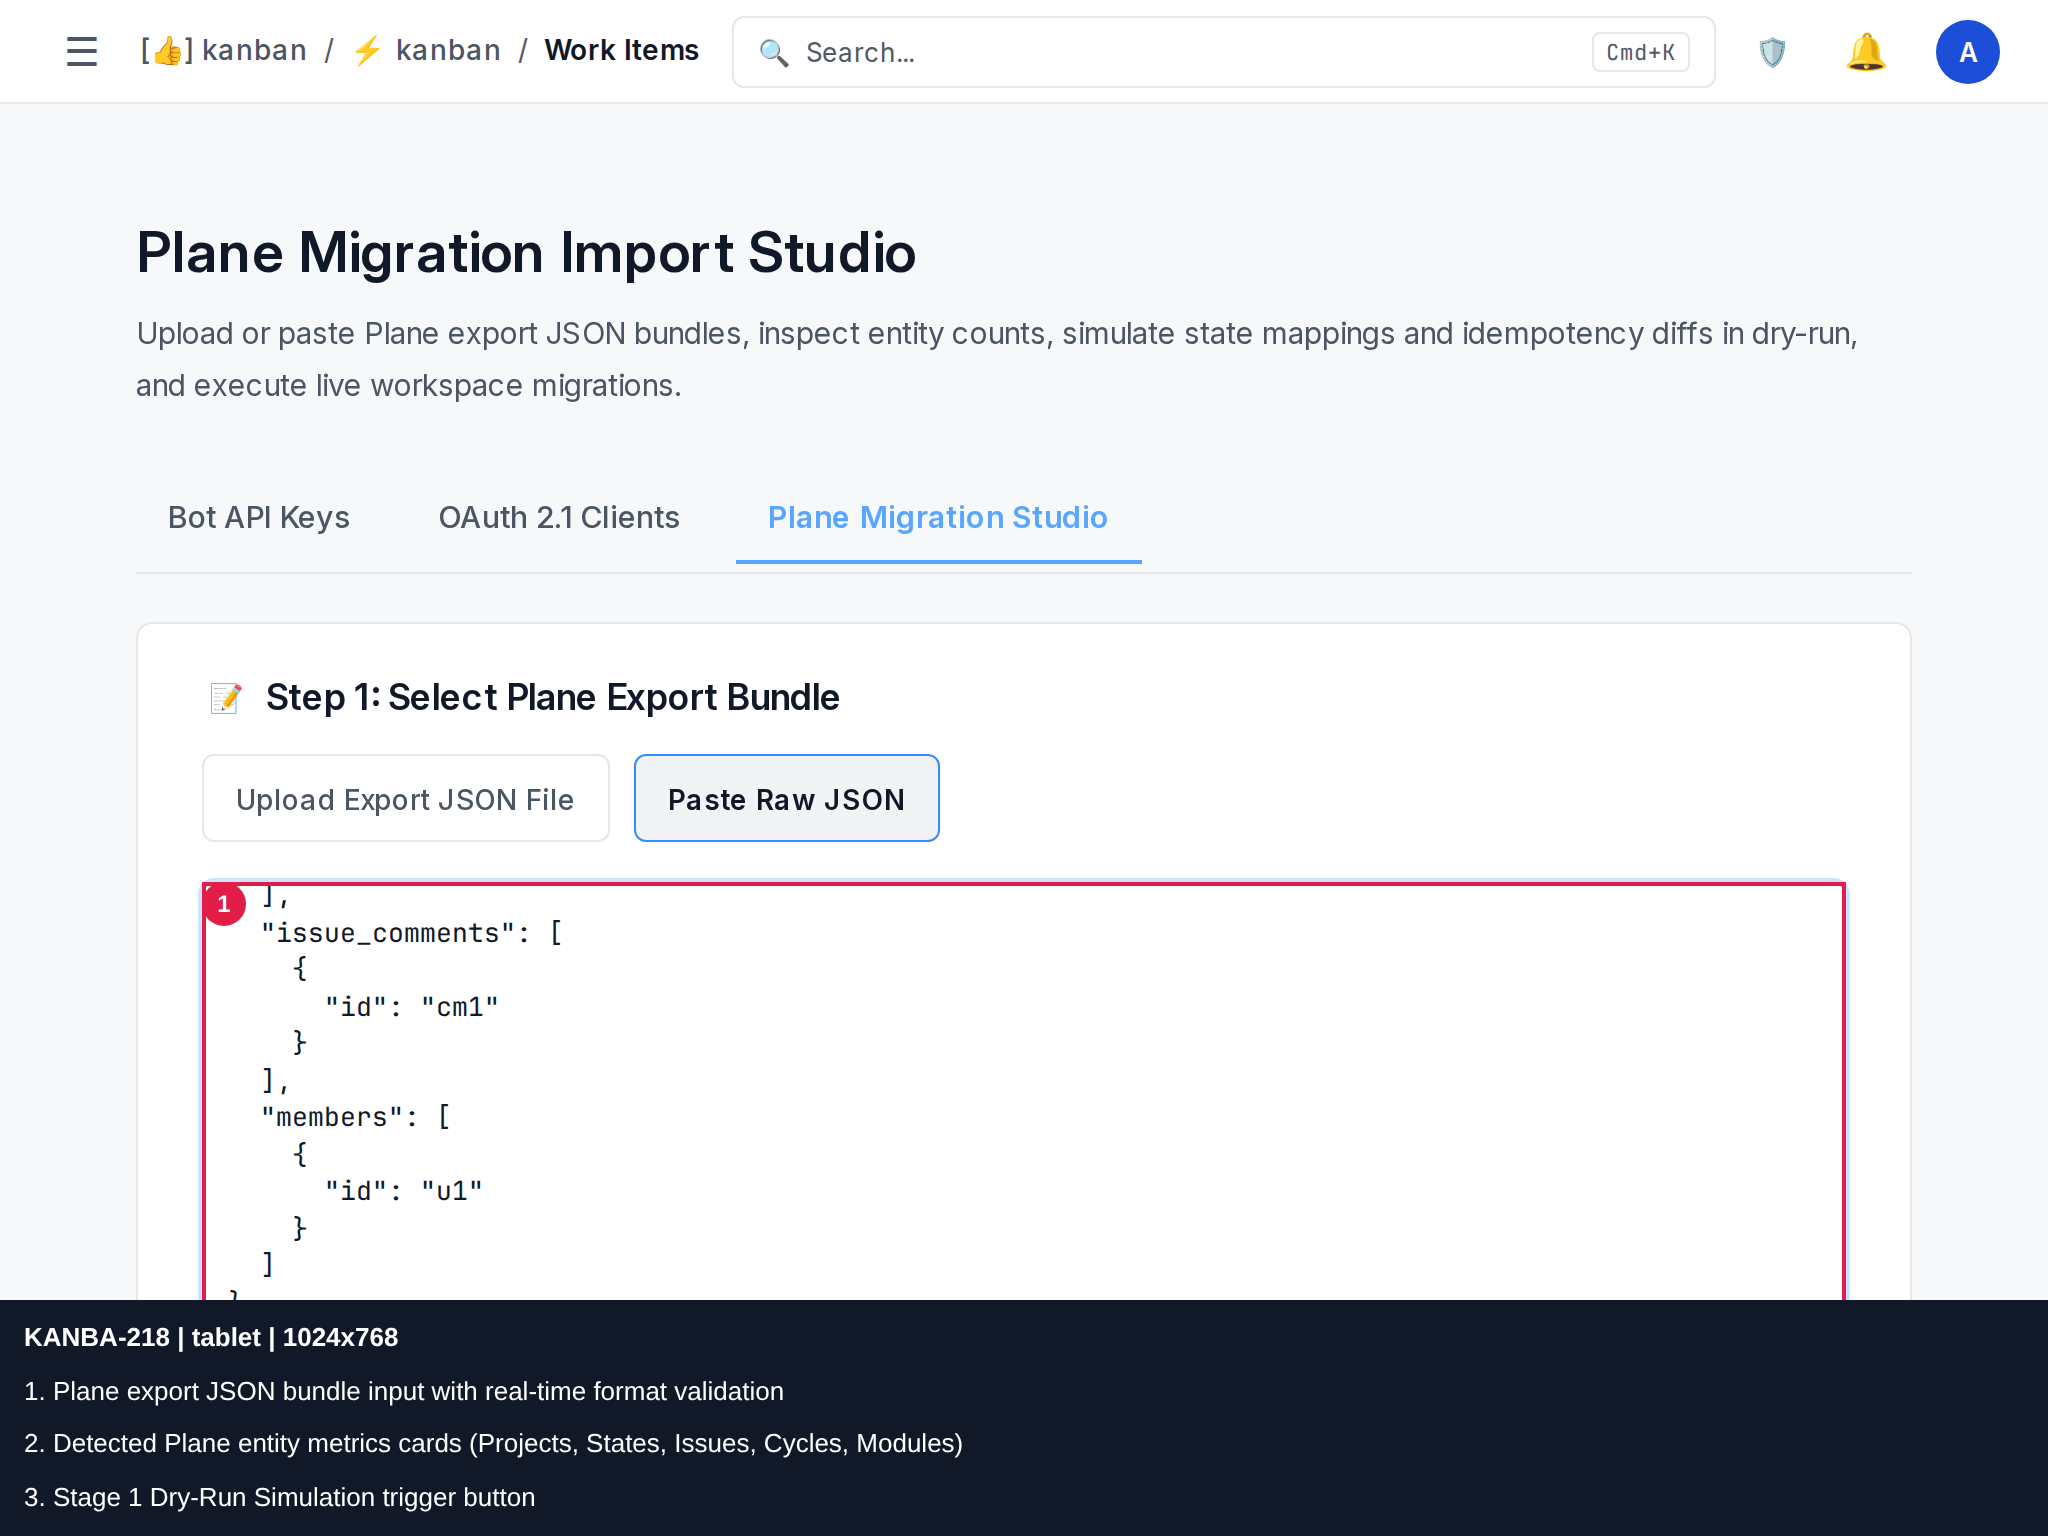 [👍] kanban / ⚡ kanban / Work Items
Search...
Cmd+K
A
Plane Migration Import Studio
Upload or paste Plane export JSON bundles, inspect entity counts, simulate state mappings and idempotency diffs in dry-run,
and execute live workspace migrations.
Bot API Keys
OAuth 2.1 Clients
Plane Migration Studio
Step 1: Select Plane Export Bundle
Upload Export JSON File
Paste Raw JSON
1
],
"issue_comments": [
{
"id": "cm1"
}
],
"members": [
{
"id": "u1"
}
]
}
KANBA-218 | tablet | 1024x768
1. Plane export JSON bundle input with real-time format validation
2. Detected Plane entity metrics cards (Projects, States, Issues, Cycles, Modules)
3. Stage 1 Dry-Run Simulation trigger button